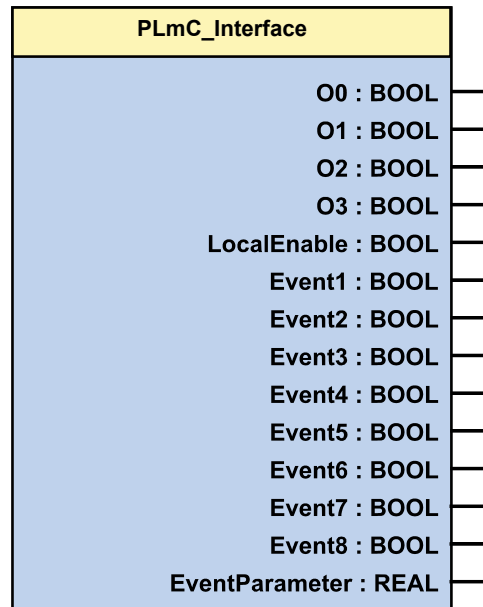 PLmC_Interface
O0 : BOOL
O1 : BOOL
O2 : BOOL
O3 : BOOL
LocalEnable : BOOL
Event1 : BOOL
Event2 : BOOL
Event3 : BOOL
Event4 : BOOL
Event5 : BOOL
Event6 : BOOL
Event7 : BOOL
Event8 : BOOL
EventParameter : REAL